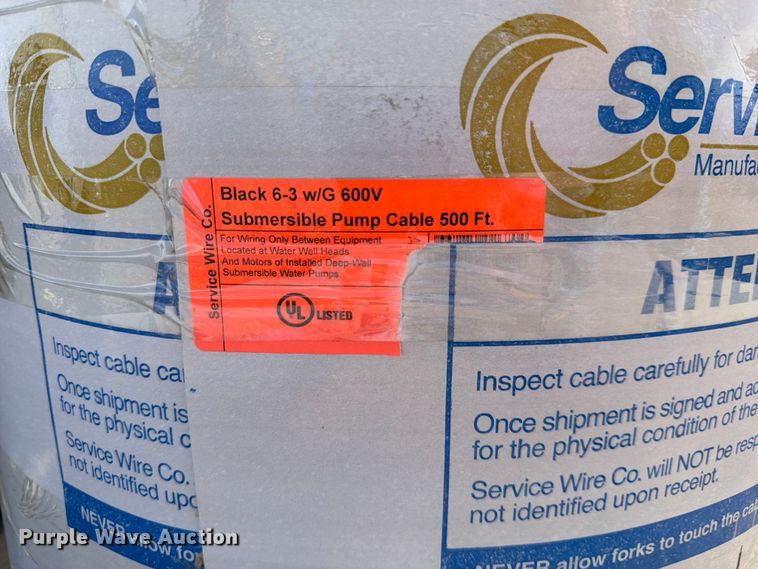 Se
Serv
Manufac
Service Wire Co.
Black 6-3 w/G 600V
Submersible Pump Cable 500 Ft.
For Wiring Only Between Equipment
Located at Water Well Heads
And Motors of Installed Deep-Well
Submersible Water Pumps
UL LISTED
A
ATTE
Inspect cable ca
Once shipment is
for the physical c
Service Wire Co.
not identified upo
NEVER allow fo
Inspect cable carefully for dam
Once shipment is signed and ac
for the physical condition of the
Service Wire Co. will NOT be resp
not identified upon receipt.
NEVER allow forks to touch the cab
Purple Wave Auction